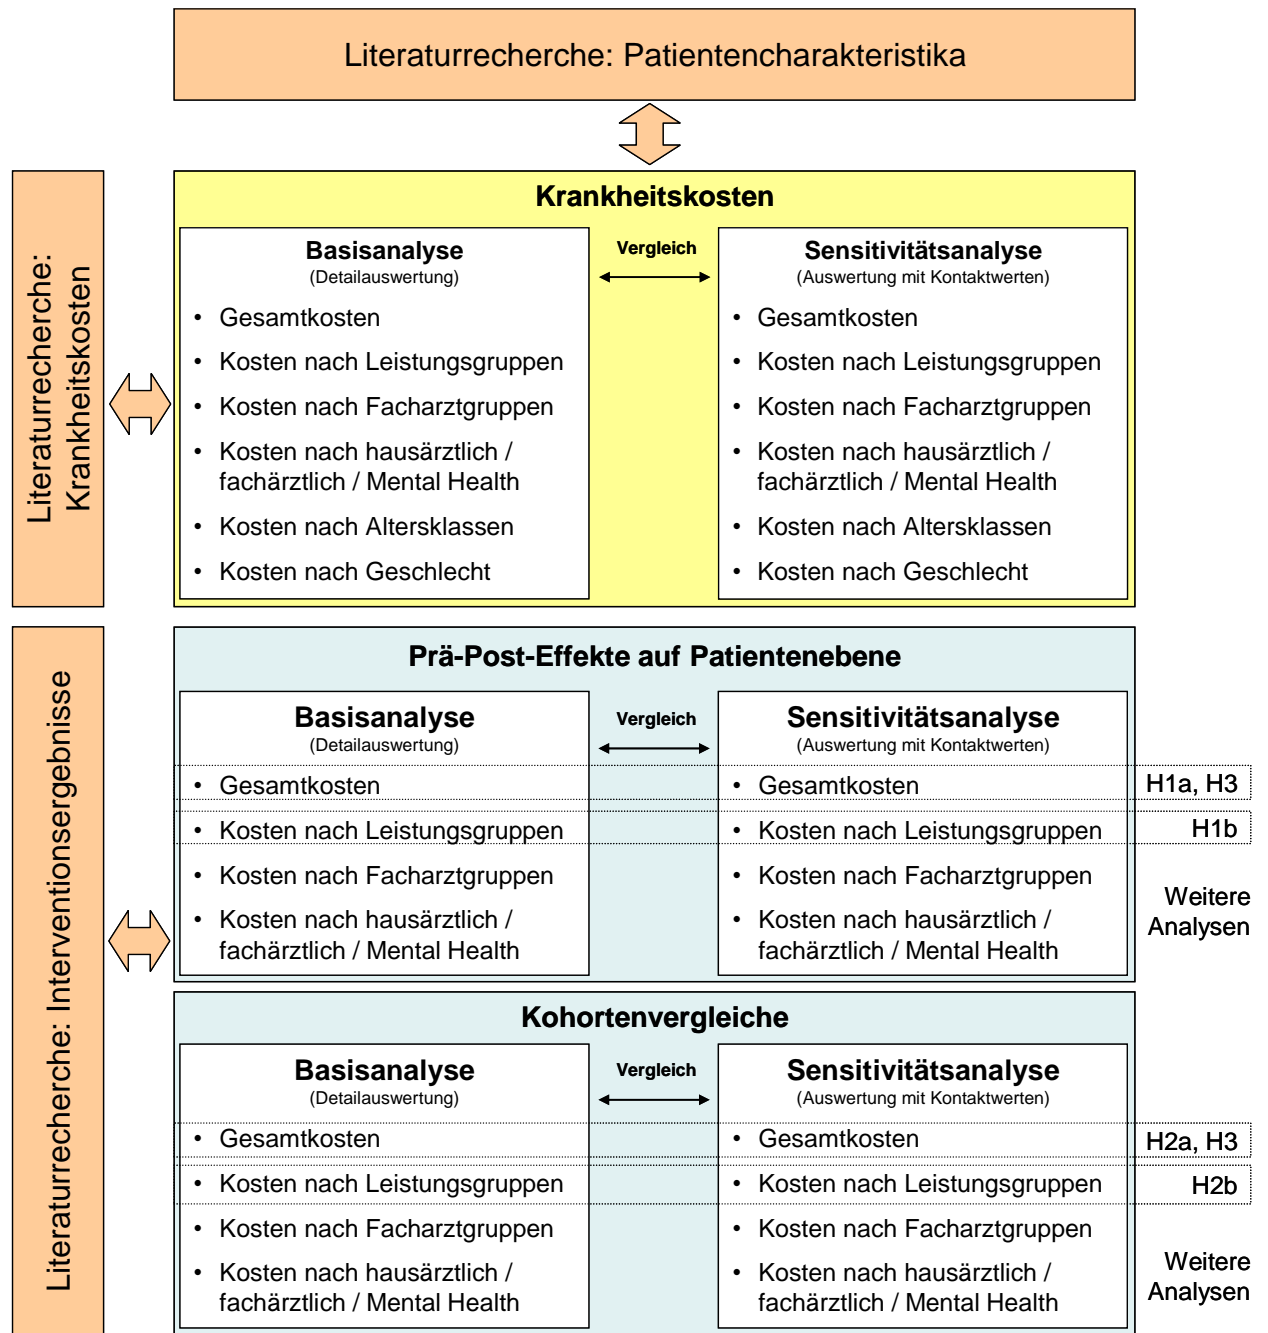 Literaturrecherche: Patientencharakteristika
Literaturrecherche:
Krankheitskosten
Krankheitskosten
Basisanalyse
(Detailauswertung)
• Gesamtkosten
• Kosten nach Leistungsgruppen
• Kosten nach Facharztgruppen
• Kosten nach hausärztlich /
fachärztlich / Mental Health
• Kosten nach Altersklassen
• Kosten nach Geschlecht
Vergleich
Sensitivitätsanalyse
(Auswertung mit Kontaktwerten)
• Gesamtkosten
• Kosten nach Leistungsgruppen
• Kosten nach Facharztgruppen
• Kosten nach hausärztlich /
fachärztlich / Mental Health
• Kosten nach Altersklassen
• Kosten nach Geschlecht
Literaturrecherche: Interventionsergebnisse
Prä-Post-Effekte auf Patientenebene
Basisanalyse
(Detailauswertung)
• Gesamtkosten
• Kosten nach Leistungsgruppen
• Kosten nach Facharztgruppen
• Kosten nach hausärztlich /
fachärztlich / Mental Health
Vergleich
Sensitivitätsanalyse
(Auswertung mit Kontaktwerten)
• Gesamtkosten
• Kosten nach Leistungsgruppen
• Kosten nach Facharztgruppen
• Kosten nach hausärztlich /
fachärztlich / Mental Health
H1a, H3
H1b
Weitere
Analysen
Kohortenvergleiche
Basisanalyse
(Detailauswertung)
• Gesamtkosten
• Kosten nach Leistungsgruppen
• Kosten nach Facharztgruppen
• Kosten nach hausärztlich /
fachärztlich / Mental Health
Vergleich
Sensitivitätsanalyse
(Auswertung mit Kontaktwerten)
• Gesamtkosten
• Kosten nach Leistungsgruppen
• Kosten nach Facharztgruppen
• Kosten nach hausärztlich /
fachärztlich / Mental Health
H2a, H3
H2b
Weitere
Analysen